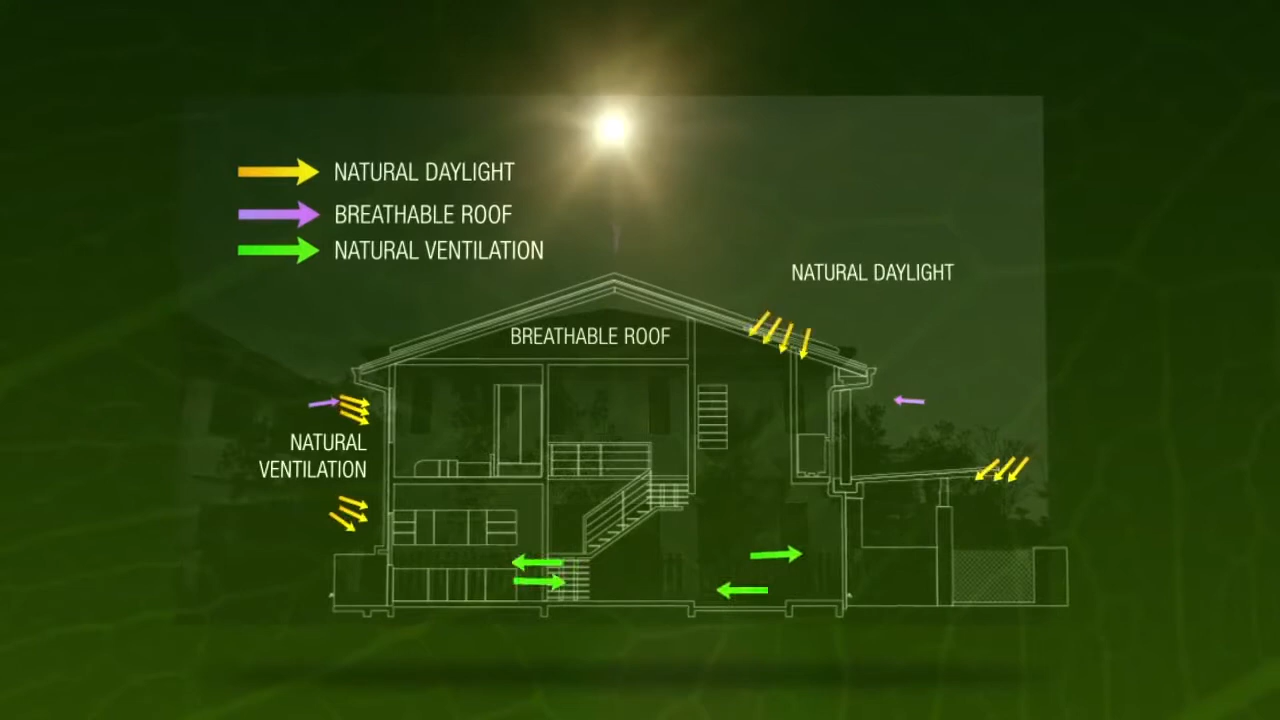 NATURAL DAYLIGHT
BREATHABLE ROOF
NATURAL VENTILATION
NATURAL DAYLIGHT
BREATHABLE ROOF
NATURAL
VENTILATION